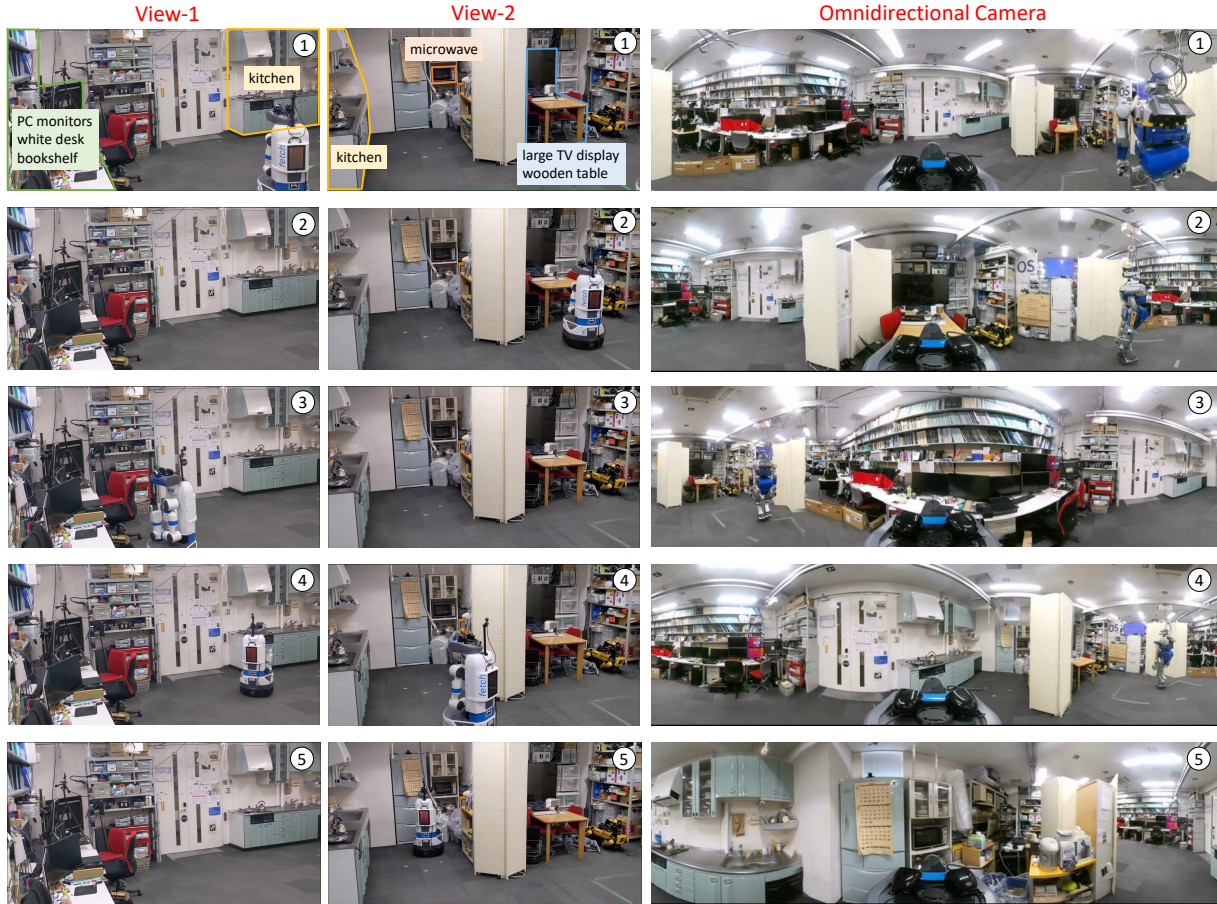 View-1
View-2
Omnidirectional Camera
1
kitchen
PC monitors
white desk
bookshelf
fetch
1
microwave
kitchen
large TV display
wooden table
1
OS
2
2
fetch
2
OS
3
3
3
4
4
fetch
4
OS
5
5
5